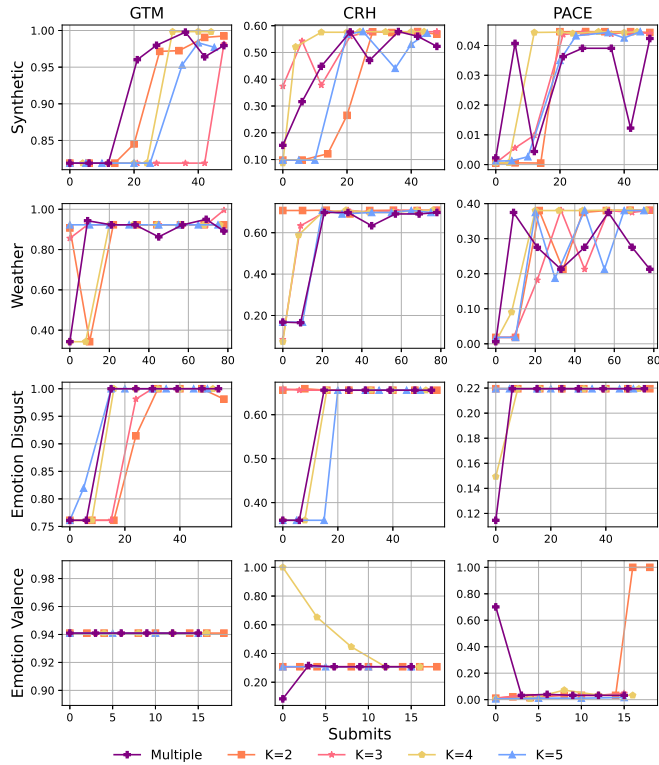 GTM CRH PACE
Synthetic
1.00 0.60 0.04
0.95 0.50 0.03
0.90 0.40 0.02
0.85 0.30 0.01
0.20 0.00
0.10
0 20 40 0 20 40 0 20 40
Weather
1.00 0.60 0.40
0.80 0.40 0.30
0.60 0.20 0.20
0.40 0.10
0.00
0 20 40 60 80 0 20 40 60 80 0 20 40 60 80
Emotion Disgust
1.00 0.60 0.22
0.95 0.50 0.20
0.90 0.40 0.18
0.85 0.16
0.80 0.14
0.75 0.12
20 40 0 20 40 0 20 40
Emotion Valence
0.98 1.00 1.00
0.96 0.80 0.80
0.94 0.60 0.60
0.92 0.40 0.40
0.90 0.20 0.20
0.00
0 5 10 15 0 5 10 15 0 5 10 15
Submits
Multiple K=2 K=3 K=4 K=5